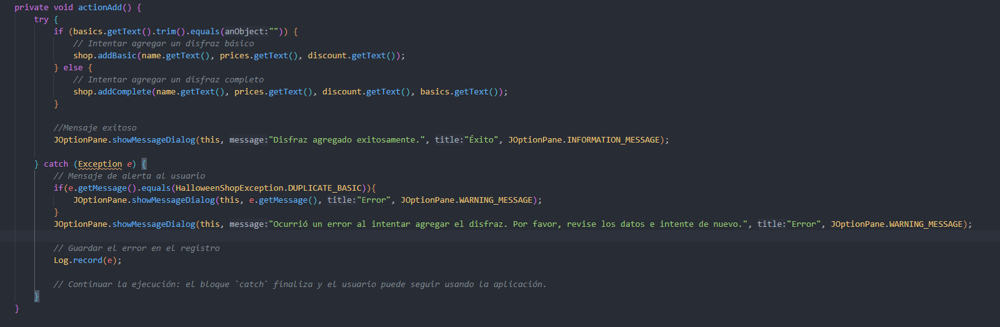 private void actionAdd() {
try {
if (basics.getText().trim().equals(anObject:"")) {
// Intentar agregar un disfraz básico
shop.addBasic(name.getText(), prices.getText(), discount.getText());
} else {
// Intentar agregar un disfraz completo
shop.addComplete(name.getText(), prices.getText(), discount.getText(), basics.getText());
}
//Mensaje exitoso
JOptionPane.showMessageDialog(this, message:"Disfraz agregado exitosamente.", title:"Éxito", JOptionPane.INFORMATION_MESSAGE);
} catch (Exception e) {
// Mensaje de alerta al usuario
if(e.getMessage().equals(HalloweenShopException.DUPLICATE_BASIC)){
JOptionPane.showMessageDialog(this, e.getMessage(), title:"Error", JOptionPane.WARNING_MESSAGE);
}
JOptionPane.showMessageDialog(this, message:"Ocurrió un error al intentar agregar el disfraz. Por favor, revise los datos e intente de nuevo.", title:"Error", JOptionPane.WARNING_MESSAGE);
// Guardar el error en el registro
Log.record(e);
// Continuar la ejecución: el bloque `catch` finaliza y el usuario puede seguir usando la aplicación.
}
}